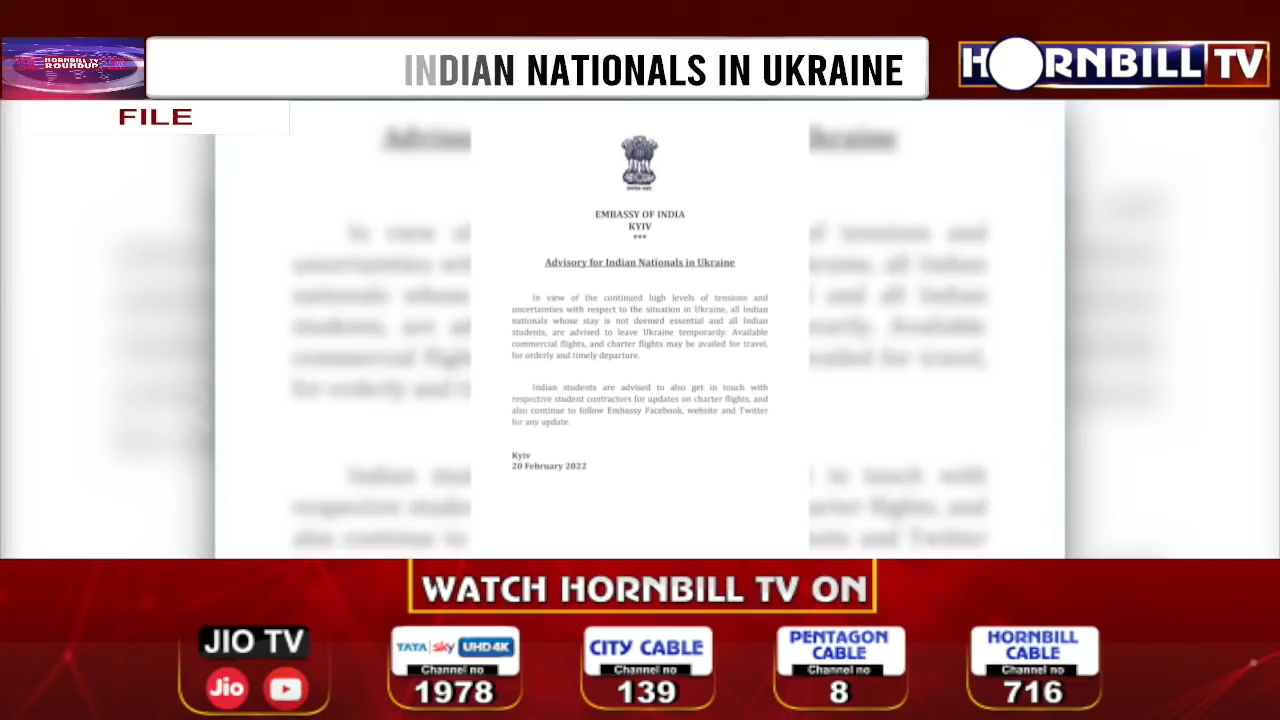 HORNBILL TV
ROUNDUP
INDIAN NATIONALS IN UKRAINE
HORNBILL TV
FILE
EMBASSY OF INDIA
KYIV
***
Advisory for Indian Nationals in Ukraine
In view of the continued high levels of tensions and
uncertainties with respect to the situation in Ukraine, all Indian
nationals whose stay is not deemed essential and all Indian
students, are advised to leave Ukraine temporarily. Available
commercial flights, and charter flights may be availed for travel,
for orderly and timely departure.
Indian students are advised to also get in touch with
respective student contractors for updates on charter flights, and
also continue to follow Embassy Facebook, website and Twitter
for any update.
Kyiv
20 February 2022
WATCH HORNBILL TV ON
JIO TV
Jio
TATA sky UHD 4K
Channel no
1978
CITY CABLE
Channel no
139
PENTAGON
CABLE
Channel no
8
HORNBILL
CABLE
Channel no
716